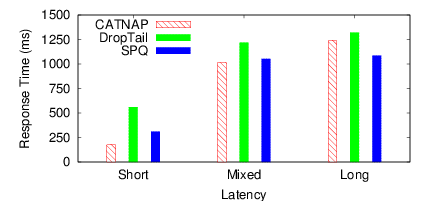 CATNAP
DropTail
SPQ
Response Time (ms)
1500
1250
1000
750
500
250
0
Short Mixed Long
Latency